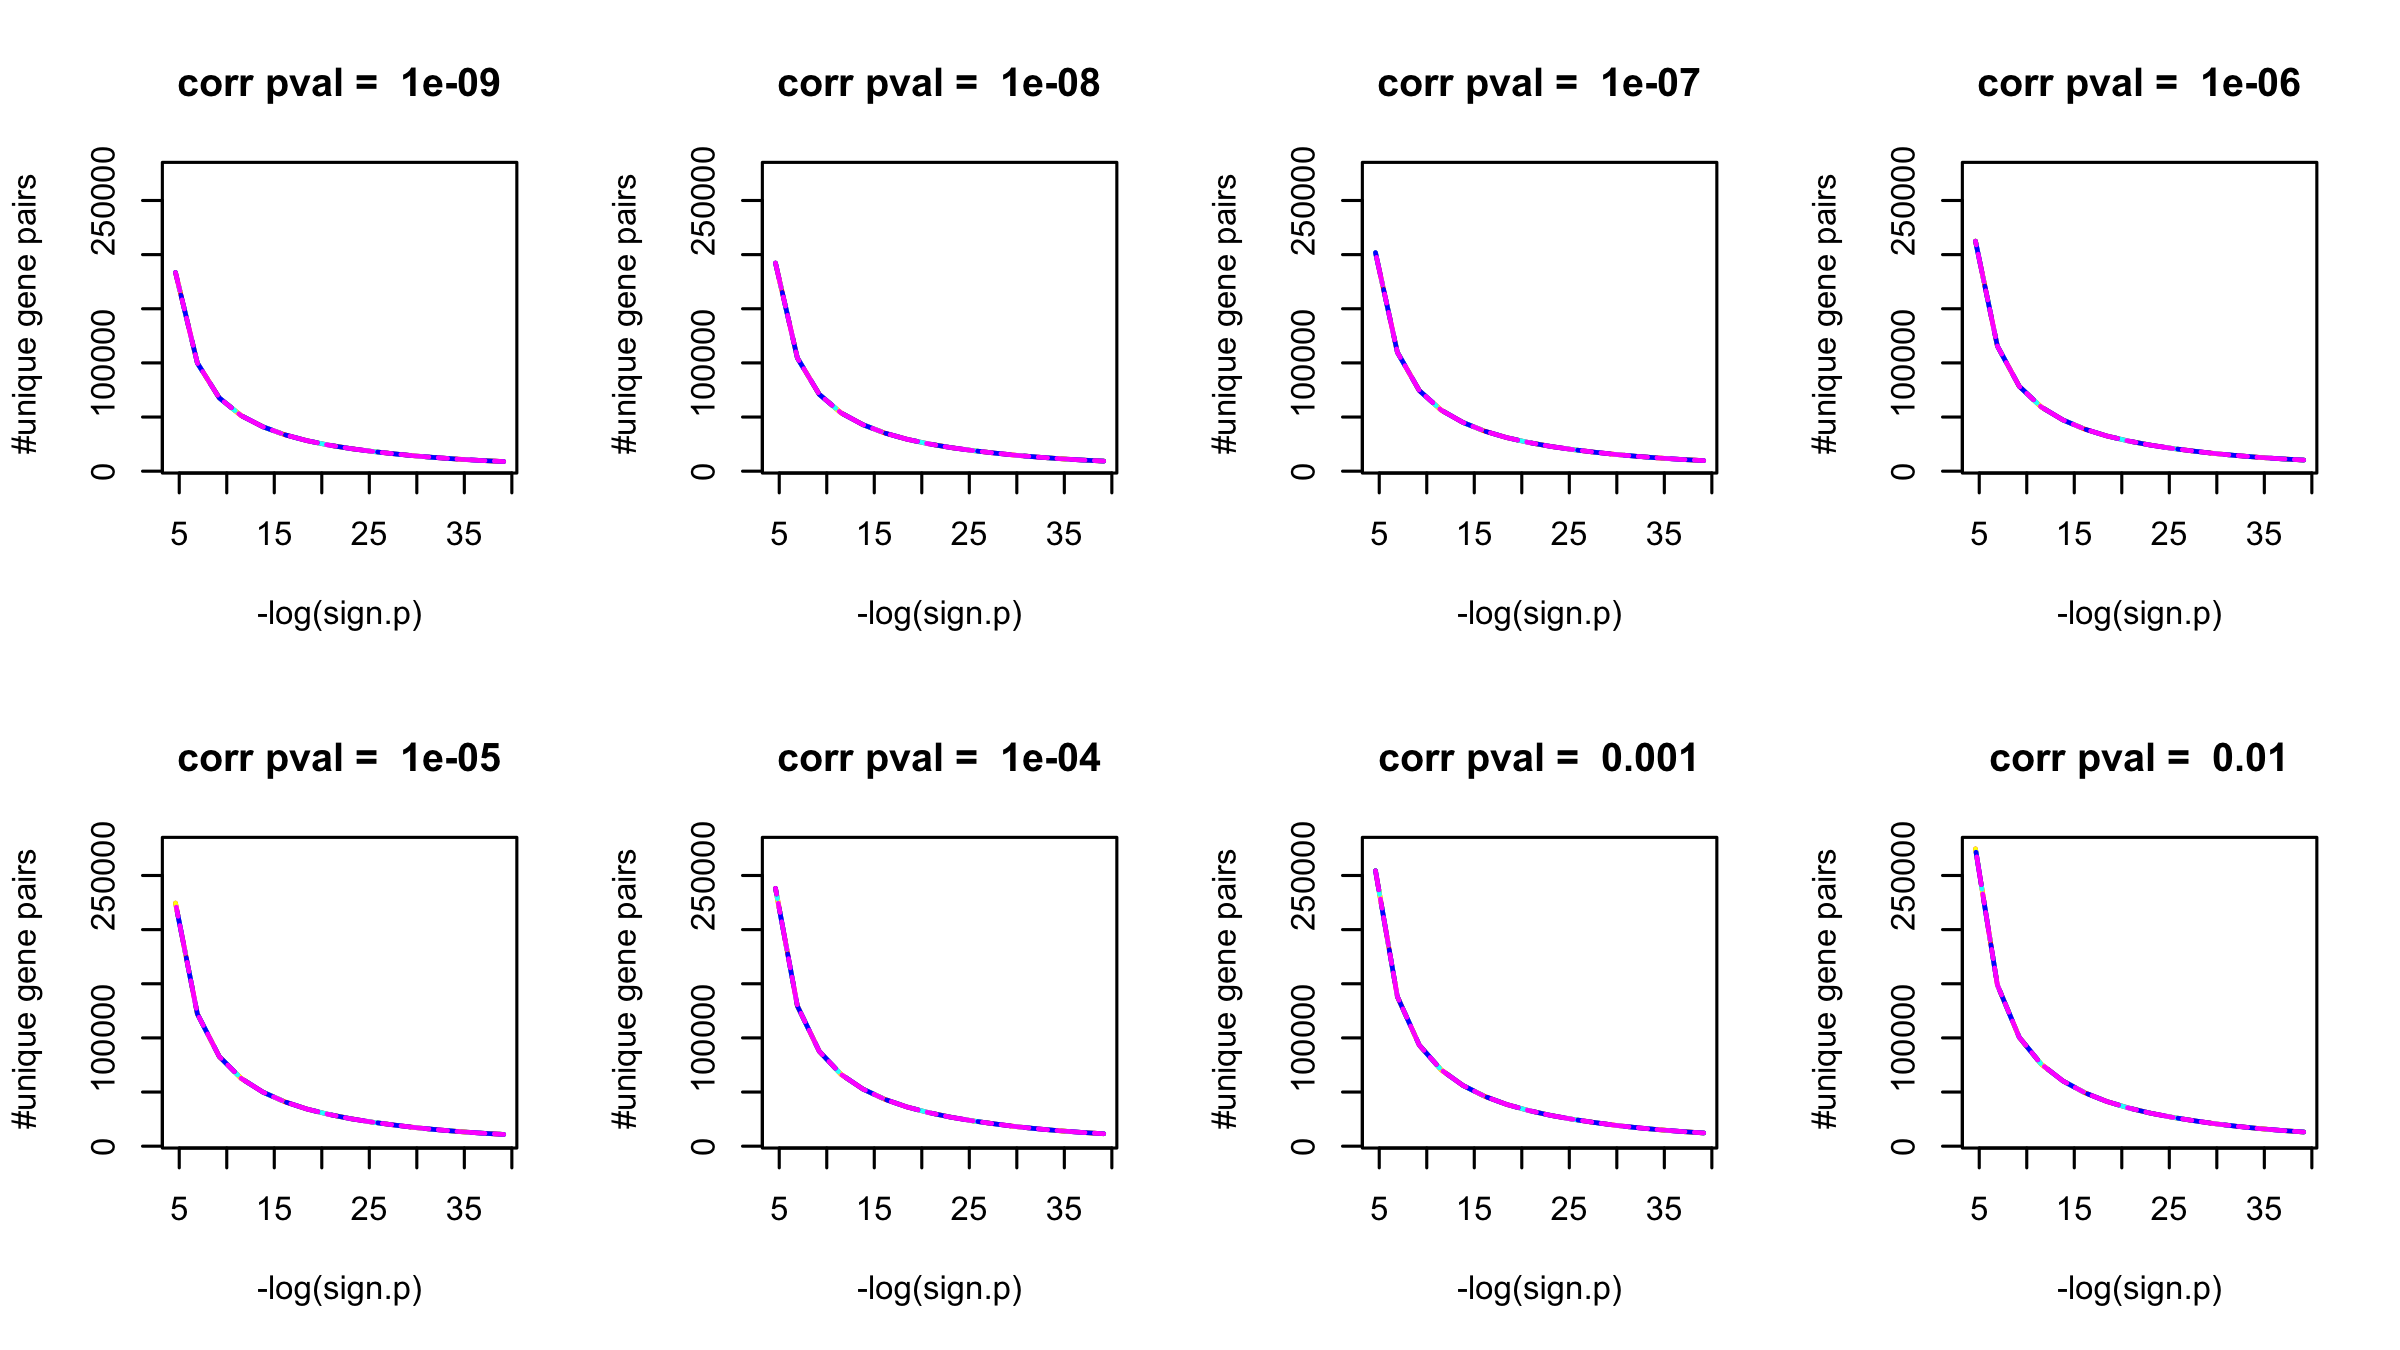 corr pval =  1e-09
#unique gene pairs
250000
100000
0
5 15 25 35
-log(sign.p)
corr pval =  1e-08
#unique gene pairs
250000
100000
0
5 15 25 35
-log(sign.p)
corr pval =  1e-07
#unique gene pairs
250000
100000
0
5 15 25 35
-log(sign.p)
corr pval =  1e-06
#unique gene pairs
250000
100000
0
5 15 25 35
-log(sign.p)
corr pval =  1e-05
#unique gene pairs
250000
100000
0
5 15 25 35
-log(sign.p)
corr pval =  1e-04
#unique gene pairs
250000
100000
0
5 15 25 35
-log(sign.p)
corr pval =  0.001
#unique gene pairs
250000
100000
0
5 15 25 35
-log(sign.p)
corr pval =  0.01
#unique gene pairs
250000
100000
0
5 15 25 35
-log(sign.p)